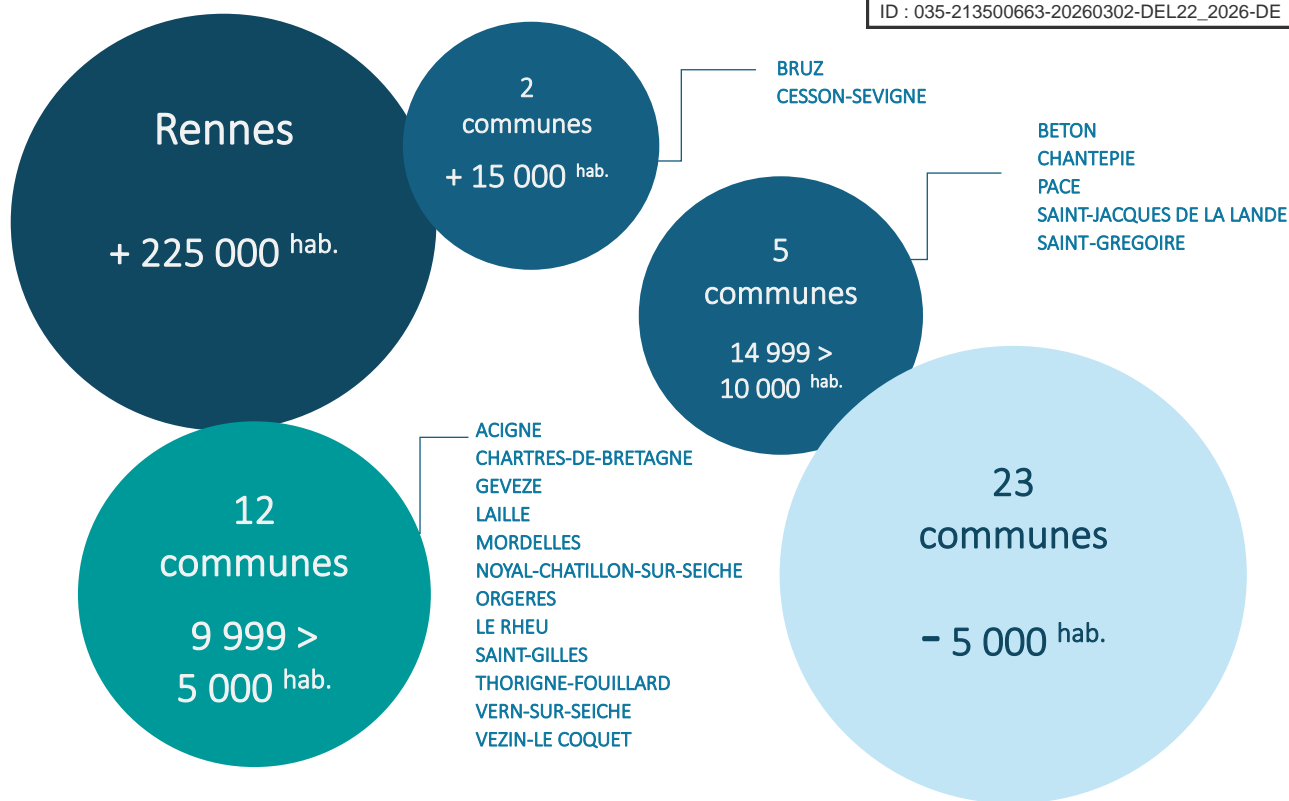 ID : 035-213500663-20260302-DEL22_2026-DE
Rennes
+ 225 000 hab.
2
communes
+ 15 000 hab.
BRUZ
CESSON-SEVIGNE
5
communes
14 999 >
10 000 hab.
BETON
CHANTEPIE
PACE
SAINT-JACQUES DE LA LANDE
SAINT-GREGOIRE
12
communes
9 999 >
5 000 hab.
ACIGNE
CHARTRES-DE-BRETAGNE
GEVEZE
LAILLE
MORDELLES
NOYAL-CHATILLON-SUR-SEICHE
ORGERES
LE RHEU
SAINT-GILLES
THORIGNE-FOUILLARD
VERN-SUR-SEICHE
VEZIN-LE COQUET
23
communes
- 5 000 hab.